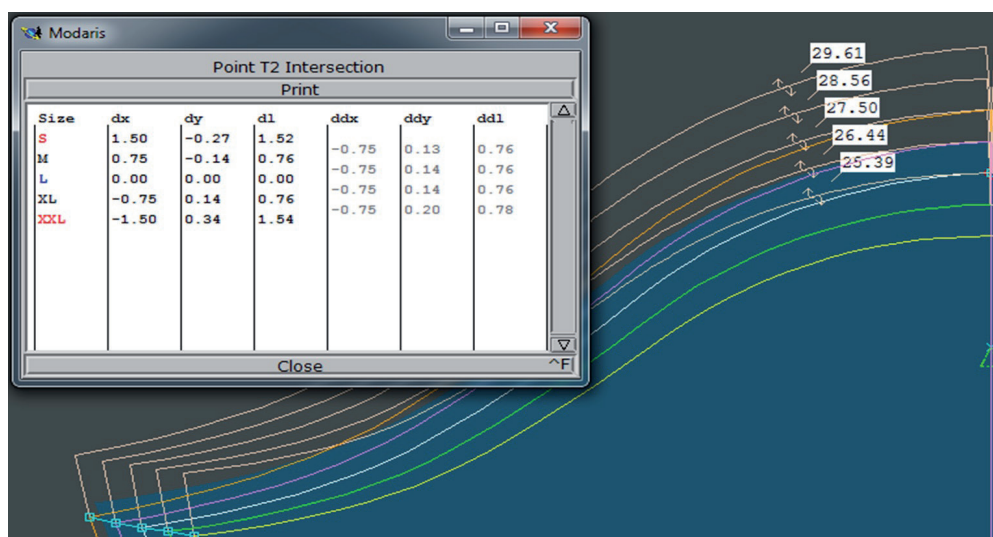 Modaris
Point T2 Intersection
Print
Size dx dy dl ddx ddy ddl
S 1.50 -0.27 1.52
-0.75 0.13 0.76
M 0.75 -0.14 0.76
-0.75 0.14 0.76
L 0.00 0.00 0.00
-0.75 0.14 0.76
XL -0.75 0.14 0.76
-0.75 0.20 0.78
XXL -1.50 0.34 1.54
Close
^F
29.61
28.56
27.50
26.44
25.39